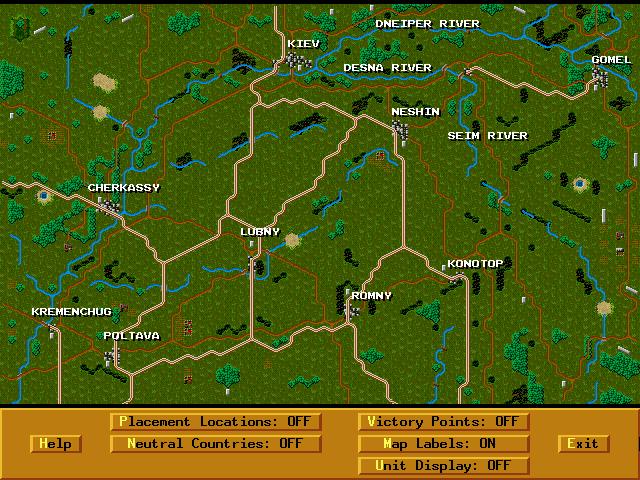 DNEIPER RIVER
KIEV
GOMEL
DESNA RIVER
NESHIN
SEIM RIVER
CHERKASSY
LUBNY
KONOTOP
ROMNY
KREMENCHUG
POLTAVA
Placement Locations: OFF
Victory Points: OFF
Help
Neutral Countries: OFF
Map Labels: ON
Exit
Unit Display: OFF